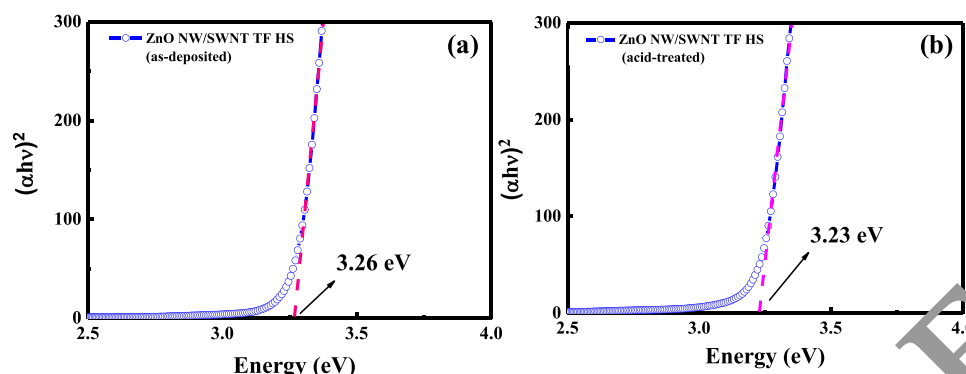 300
200
100
0
(αhν)²
ZnO NW/SWNT TF HS
(as-deposited)
(a)
3.26 eV
2.5 3.0 3.5 4.0
Energy (eV)
300
200
100
0
(αhν)²
ZnO NW/SWNT TF HS
(acid-treated)
(b)
3.23 eV
2.5 3.0 3.5 4.0
Energy (eV)